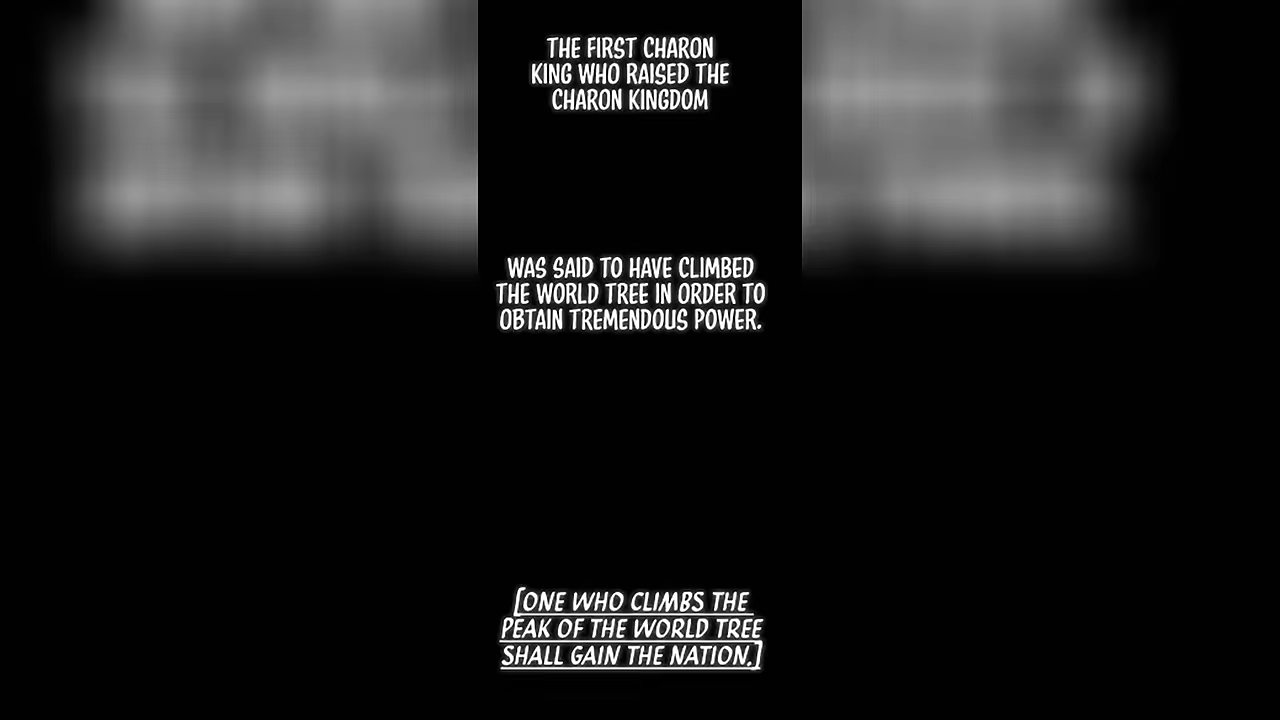 THE FIRST CHARON
KING WHO RAISED THE
CHARON KINGDOM
WAS SAID TO HAVE CLIMBED
THE WORLD TREE IN ORDER TO
OBTAIN TREMENDOUS POWER.
[ONE WHO CLIMBS THE
PEAK OF THE WORLD TREE
SHALL GAIN THE NATION.]